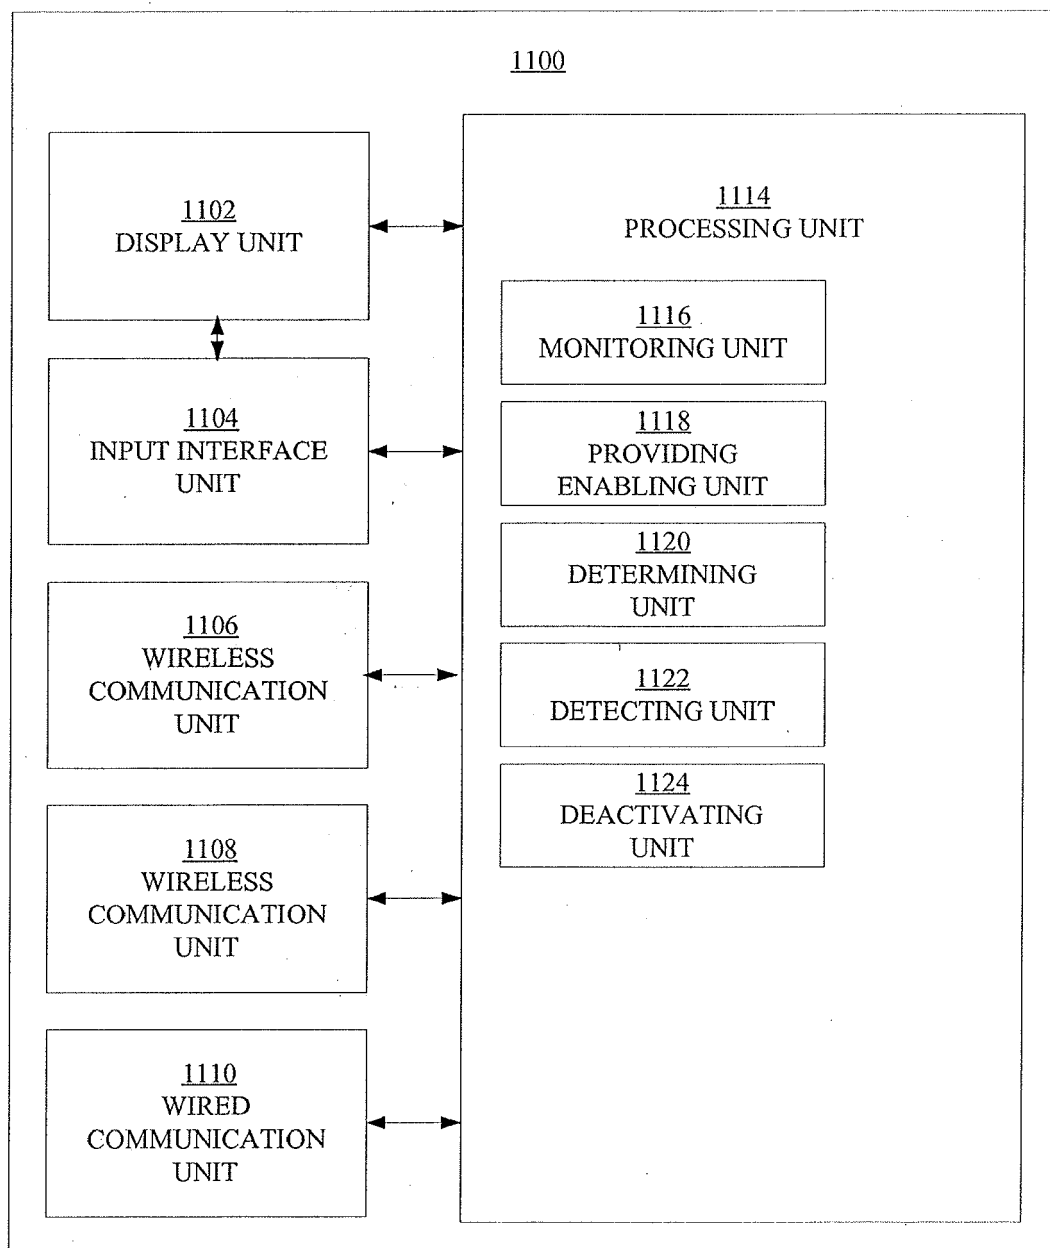 1100
1102
DISPLAY UNIT
1104
INPUT INTERFACE
UNIT
1106
WIRELESS
COMMUNICATION
UNIT
1108
WIRELESS
COMMUNICATION
UNIT
1110
WIRED
COMMUNICATION
UNIT
1114
PROCESSING UNIT
1116
MONITORING UNIT
1118
PROVIDING
ENABLING UNIT
1120
DETERMINING
UNIT
1122
DETECTING UNIT
1124
DEACTIVATING
UNIT